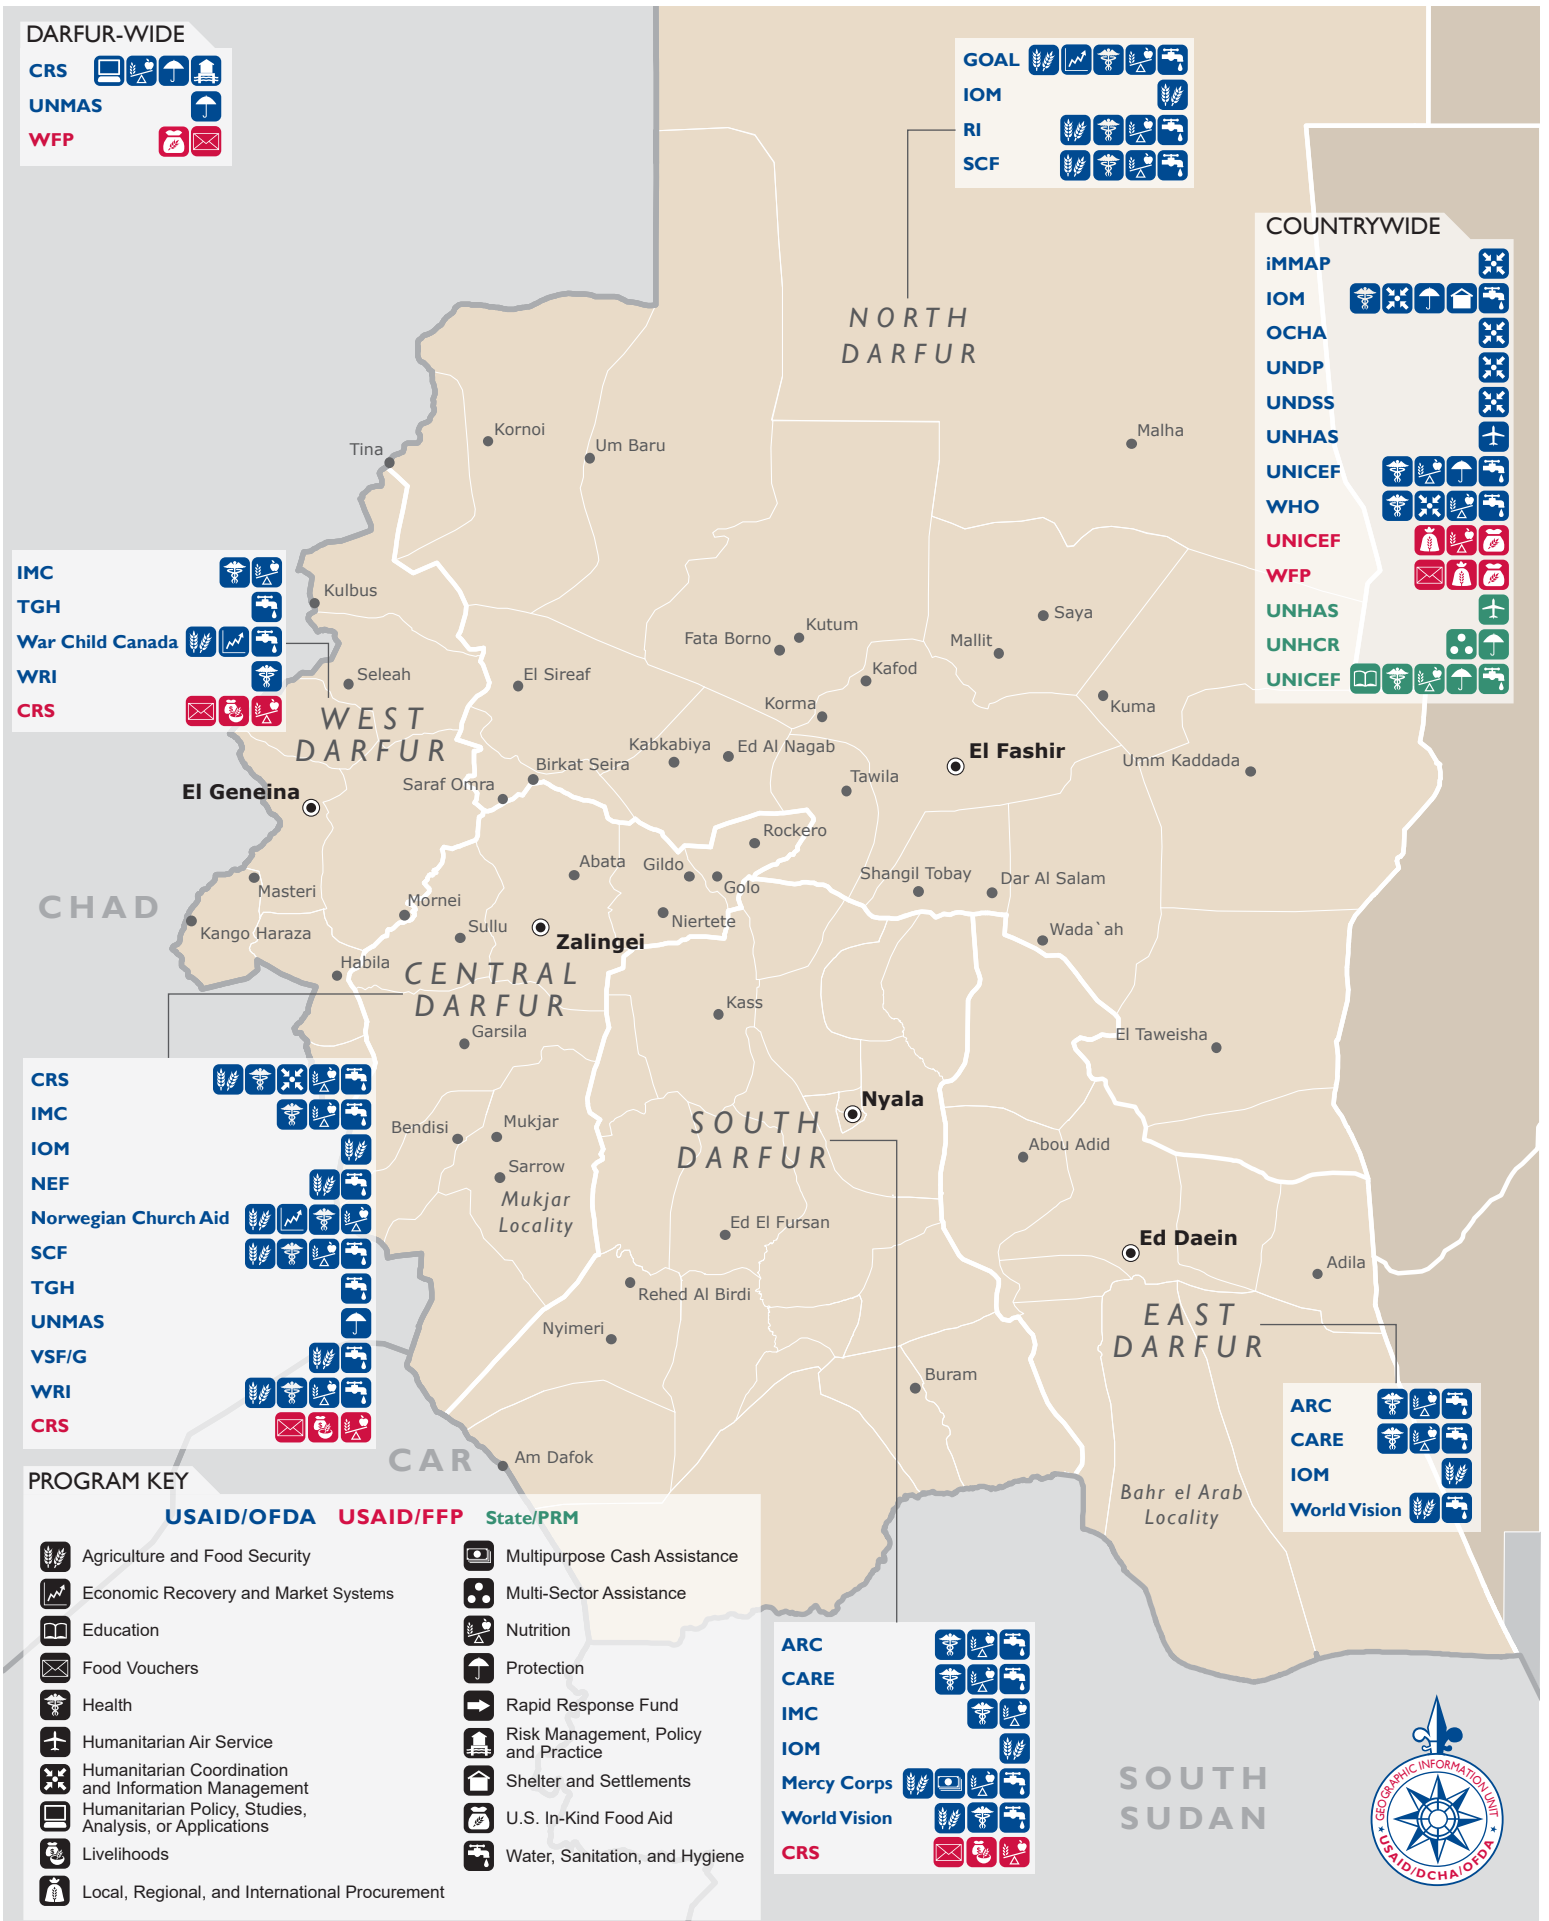 DARFUR-WIDE
CRS
UNMAS
WFP
GOAL
IOM
RI
SCF
COUNTRYWIDE
iMMAP
IOM
OCHA
UNDP
UNDSS
UNHAS
UNICEF
WHO
UNICEF
WFP
UNHAS
UNHCR
UNICEF
NORTH
DARFUR
Kornoi
Um Baru
Tina
Malha
IMC
TGH
War Child Canada
WRI
CRS
Kulbus
Seleah
El Sireaf
Fata Borno
Kutum
Saya
Mallit
Kafod
Korma
Kuma
WEST
DARFUR
Kabkabiya
Ed Al Nagab
El Fashir
Umm Kaddada
Birkat Seira
Saraf Omra
Tawila
El Geneina
Rockero
Abata
Gildo
Golo
Shangil Tobay
Dar Al Salam
CHAD
Masteri
Mornei
Kango Haraza
Sullu
Niertete
Zalingei
Wada`ah
Habila
CENTRAL
DARFUR
Kass
Garsila
El Taweisha
CRS
IMC
IOM
NEF
Norwegian Church Aid
SCF
TGH
UNMAS
VSF/G
WRI
CRS
Nyala
Bendisi
Mukjar
SOUTH
DARFUR
Abou Adid
Sarrow
Mukjar
Locality
Ed El Fursan
Ed Daein
Adila
Rehed Al Birdi
Nyimeri
EAST
DARFUR
Buram
ARC
CARE
IOM
World Vision
CAR
Am Dafok
Bahr el Arab
Locality
PROGRAM KEY
USAID/OFDA USAID/FFP State/PRM
Agriculture and Food Security
Economic Recovery and Market Systems
Education
Food Vouchers
Health
Humanitarian Air Service
Humanitarian Coordination
and Information Management
Humanitarian Policy, Studies,
Analysis, or Applications
Livelihoods
Local, Regional, and International Procurement
Multipurpose Cash Assistance
Multi-Sector Assistance
Nutrition
Protection
Rapid Response Fund
Risk Management, Policy
and Practice
Shelter and Settlements
U.S. In-Kind Food Aid
Water, Sanitation, and Hygiene
ARC
CARE
IMC
IOM
Mercy Corps
World Vision
CRS
SOUTH
SUDAN
GEOGRAPHIC INFORMATION UNIT
USAID/DCHA/OFDA